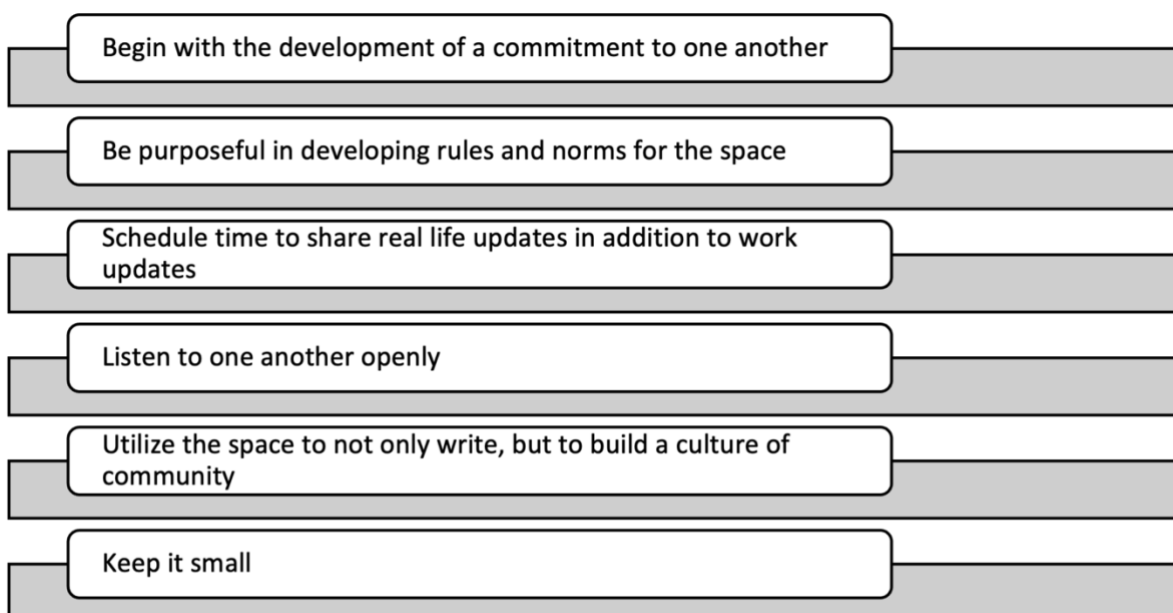 Begin with the development of a commitment to one another
Be purposeful in developing rules and norms for the space
Schedule time to share real life updates in addition to work
updates
Listen to one another openly
Utilize the space to not only write, but to build a culture of
community
Keep it small